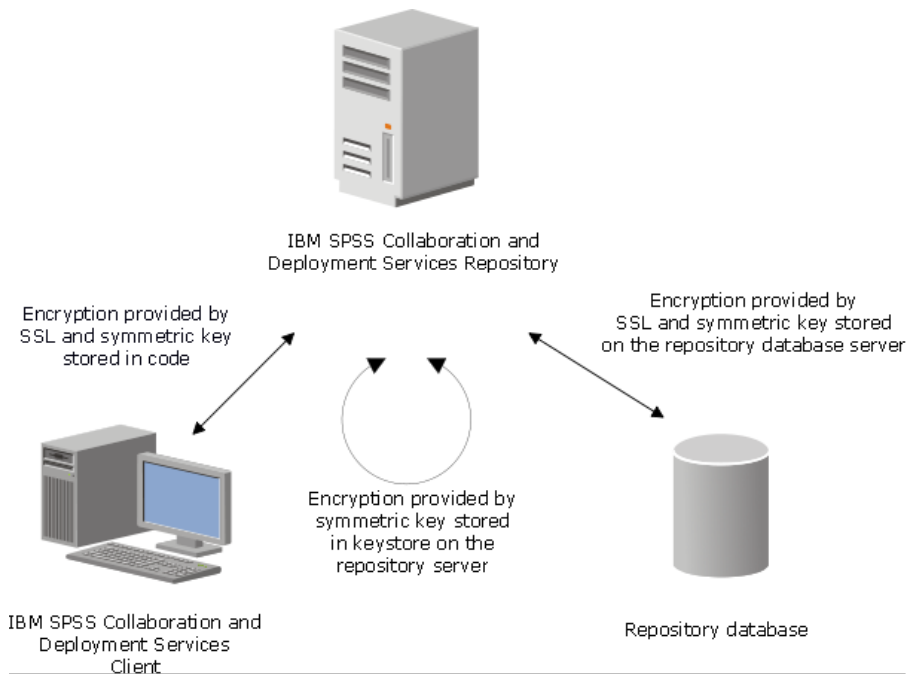 IBM SPSS Collaboration and
Deployment Services Repository
Encryption provided by
SSL and symmetric key
stored in code
Encryption provided by
SSL and symmetric key stored
on the repository database server
Encryption provided by
symmetric key stored
in keystore on the
repository server
IBM SPSS Collaboration and
Deployment Services
Client
Repository database